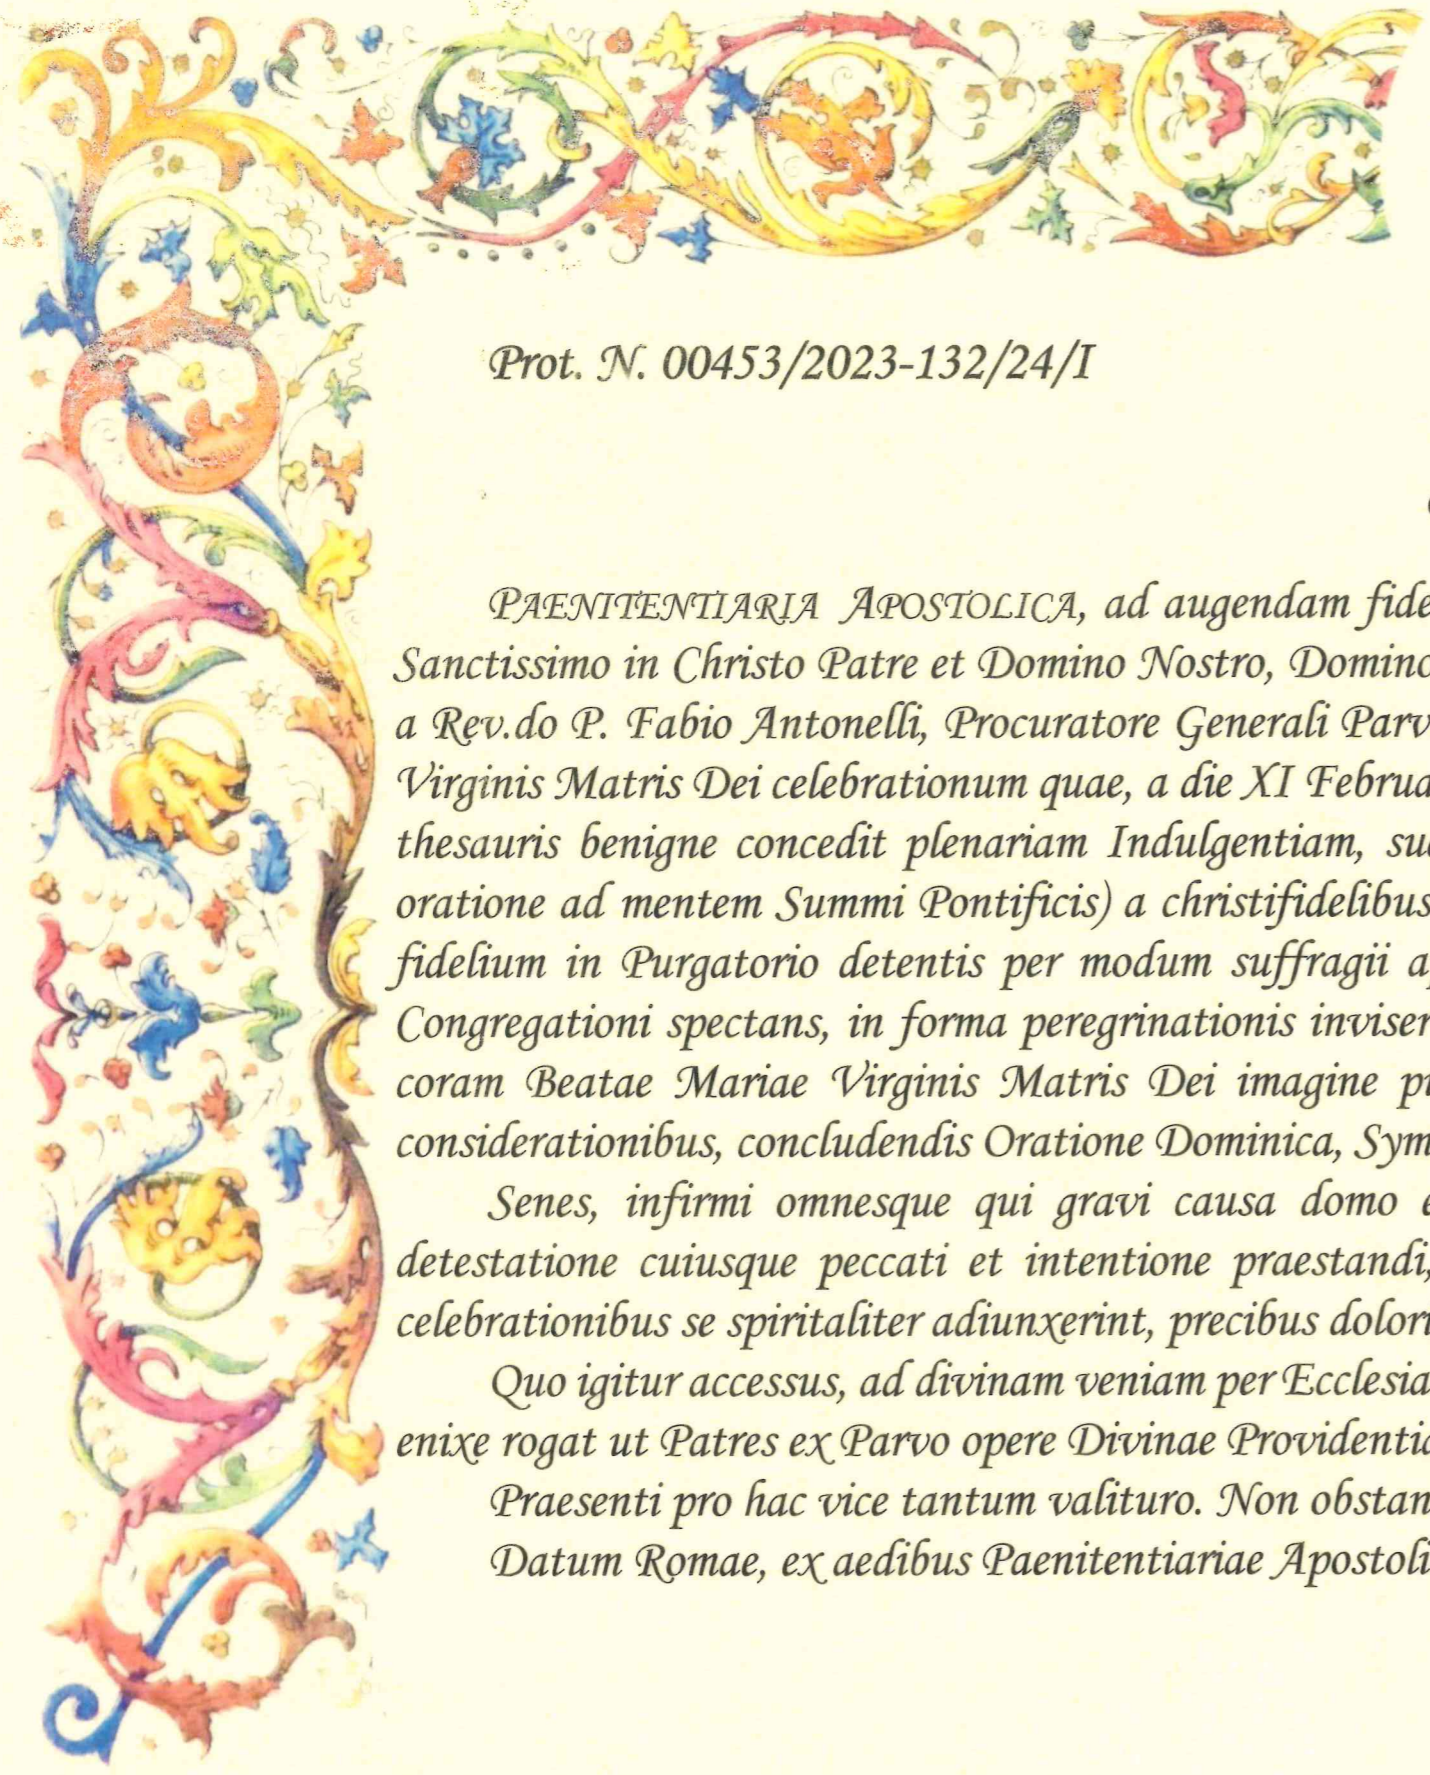 Prot. N. 00453/2023-132/24/I
PAENITENTIARIA APOSTOLICA, ad augendam fide
Sanctissimo in Christo Patre et Domino Nostro, Domino
a Rev.do P. Fabio Antonelli, Procuratore Generali Parv
Virginis Matris Dei celebrationum quae, a die XI Februa
thesauris benigne concedit plenariam Indulgentiam, su
oratione ad mentem Summi Pontificis) a christifidelibus
fidelium in Purgatorio detentis per modum suffragii a
Congregationi spectans, in forma peregrinationis inviser
coram Beatae Mariae Virginis Matris Dei imagine p
considerationibus, concludendis Oratione Dominica, Sym
Senes, infirmi omnesque qui gravi causa domo e
detestatione cuiusque peccati et intentione praestandi,
celebrationibus se spiritaliter adiunxerint, precibus dolori
Quo igitur accessus, ad divinam veniam per Ecclesia
enixe rogat ut Patres ex Parvo opere Divinae Providentia
Praesenti pro hac vice tantum valituro. Non obstan
Datum Romae, ex aedibus Paenitentiariae Apostoli